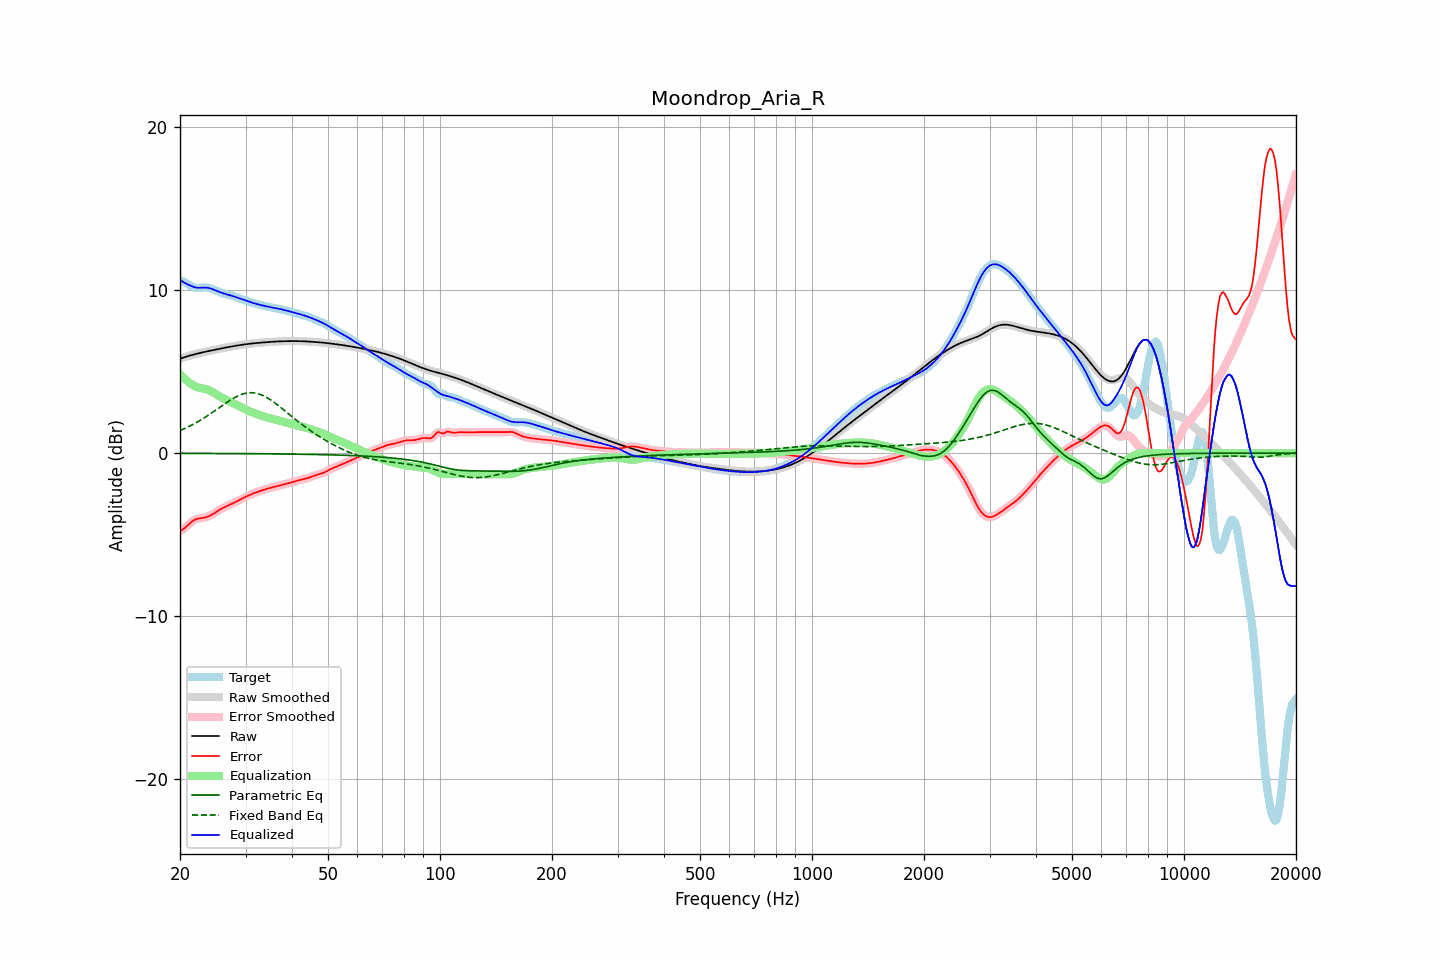 Moondrop_Aria_R
20
10
0
−10
−20
Amplitude (dBr)
Target
Raw Smoothed
Error Smoothed
Raw
Error
Equalization
Parametric Eq
Fixed Band Eq
Equalized
20 50 100 200 500 1000 2000 5000 10000 20000
Frequency (Hz)